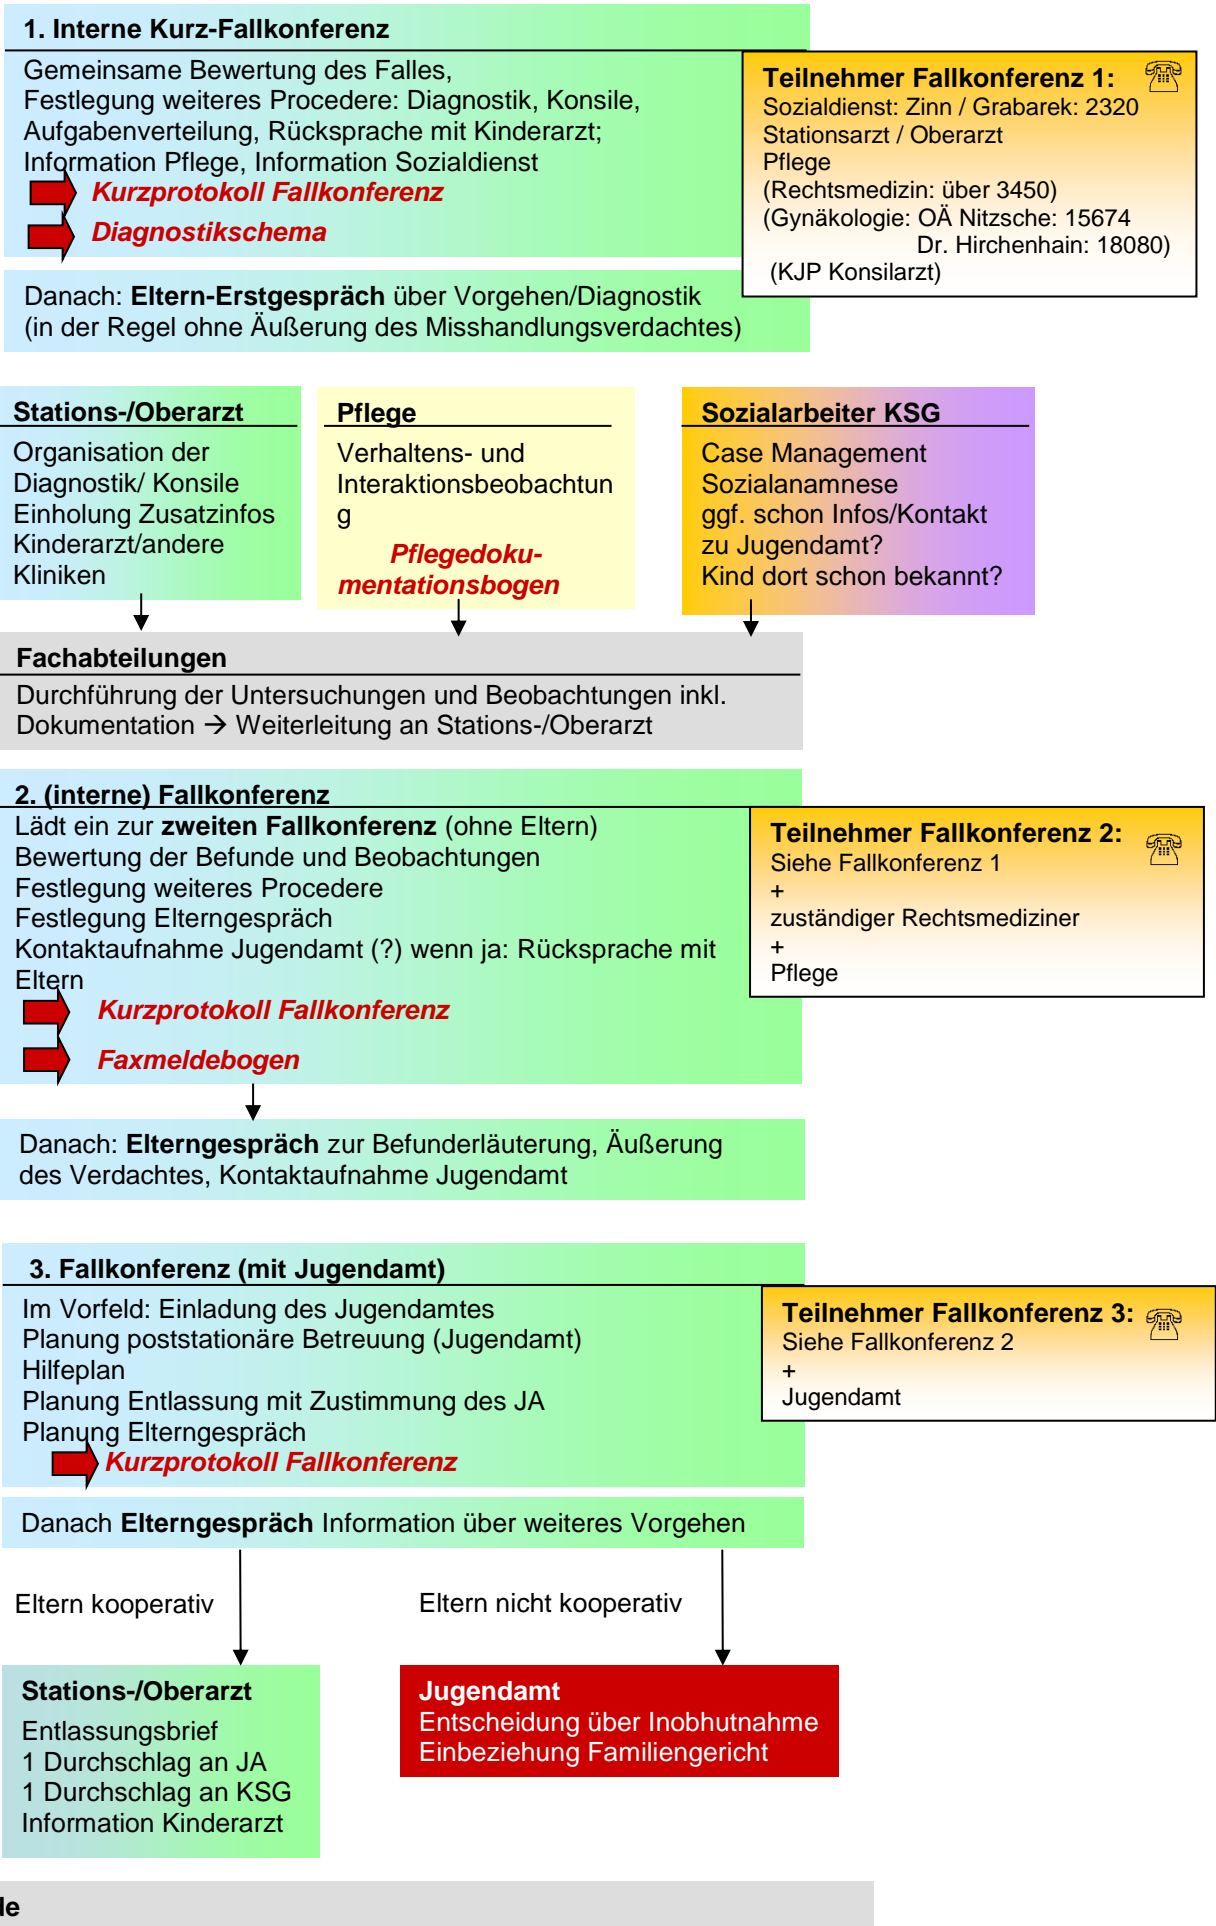 1. Interne Kurz-Fallkonferenz
Gemeinsame Bewertung des Falles,
Festlegung weiteres Procedere: Diagnostik, Konsile,
Aufgabenverteilung, Rücksprache mit Kinderarzt;
Information Pflege, Information Sozialdienst
Kurzprotokoll Fallkonferenz
Diagnostikschema
Teilnehmer Fallkonferenz 1:
Sozialdienst: Zinn / Grabarek: 2320
Stationsarzt / Oberarzt
Pflege
(Rechtsmedizin: über 3450)
(Gynäkologie: OÄ Nitzsche: 15674
Dr. Hirchenhain: 18080)
(KJP Konsilarzt)
Danach: Eltern-Erstgespräch über Vorgehen/Diagnostik
(in der Regel ohne Äußerung des Misshandlungsverdachtes)
Stations-/Oberarzt
Organisation der
Diagnostik/ Konsile
Einholung Zusatzinfos
Kinderarzt/andere
Kliniken
Pflege
Verhaltens- und
Interaktionsbeobachtun
g
Pflegedoku-
mentationsbogen
Sozialarbeiter KSG
Case Management
Sozialanamnese
ggf. schon Infos/Kontakt
zu Jugendamt?
Kind dort schon bekannt?
Fachabteilungen
Durchführung der Untersuchungen und Beobachtungen inkl.
Dokumentation → Weiterleitung an Stations-/Oberarzt
2. (interne) Fallkonferenz
Lädt ein zur zweiten Fallkonferenz (ohne Eltern)
Bewertung der Befunde und Beobachtungen
Festlegung weiteres Procedere
Festlegung Elterngespräch
Kontaktaufnahme Jugendamt (?) wenn ja: Rücksprache mit
Eltern
Kurzprotokoll Fallkonferenz
Faxmeldebogen
Teilnehmer Fallkonferenz 2:
Siehe Fallkonferenz 1
+
zuständiger Rechtsmediziner
+
Pflege
Danach: Elterngespräch zur Befunderläuterung, Äußerung
des Verdachtes, Kontaktaufnahme Jugendamt
3. Fallkonferenz (mit Jugendamt)
Im Vorfeld: Einladung des Jugendamtes
Planung poststationäre Betreuung (Jugendamt)
Hilfeplan
Planung Entlassung mit Zustimmung des JA
Planung Elterngespräch
Kurzprotokoll Fallkonferenz
Teilnehmer Fallkonferenz 3:
Siehe Fallkonferenz 2
+
Jugendamt
Danach Elterngespräch Information über weiteres Vorgehen
Eltern kooperativ
Eltern nicht kooperativ
Stations-/Oberarzt
Entlassungsbrief
1 Durchschlag an JA
1 Durchschlag an KSG
Information Kinderarzt
Jugendamt
Entscheidung über Inobhutnahme
Einbeziehung Familiengericht